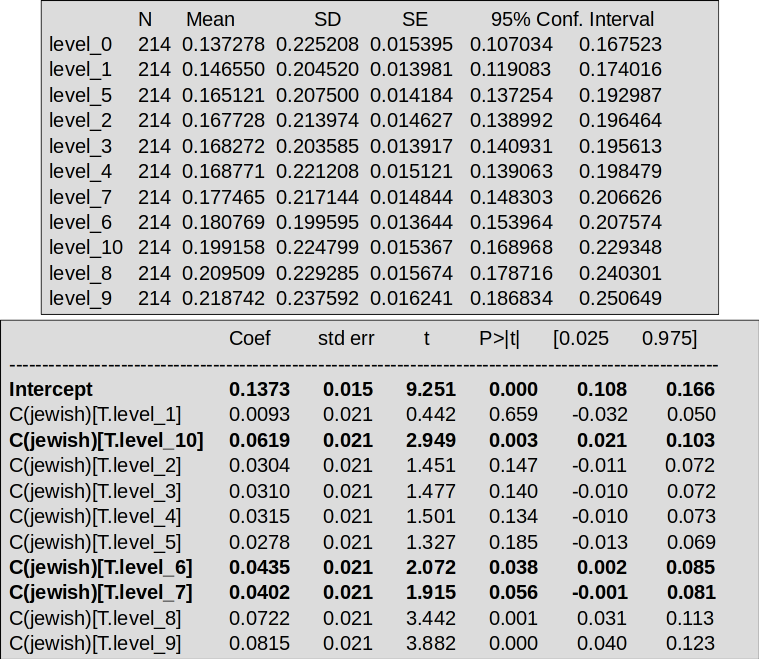 N Mean SD SE 95% Conf. Interval
level_0 214 0.137278 0.225208 0.015395 0.107034 0.167523
level_1 214 0.146550 0.204520 0.013981 0.119083 0.174016
level_5 214 0.165121 0.207500 0.014184 0.137254 0.192987
level_2 214 0.167728 0.213974 0.014627 0.138992 0.196464
level_3 214 0.168272 0.203585 0.013917 0.140931 0.195613
level_4 214 0.168771 0.221208 0.015121 0.139063 0.198479
level_7 214 0.177465 0.217144 0.014844 0.148303 0.206626
level_6 214 0.180769 0.199595 0.013644 0.153964 0.207574
level_10 214 0.199158 0.224799 0.015367 0.168968 0.229348
level_8 214 0.209509 0.229285 0.015674 0.178716 0.240301
level_9 214 0.218742 0.237592 0.016241 0.186834 0.250649
Coef std err t P>|t| [0.025 0.975]
--------------------------------------------------------------------------------
Intercept 0.1373 0.015 9.251 0.000 0.108 0.166
C(jewish)[T.level_1] 0.0093 0.021 0.442 0.659 -0.032 0.050
C(jewish)[T.level_10] 0.0619 0.021 2.949 0.003 0.021 0.103
C(jewish)[T.level_2] 0.0304 0.021 1.451 0.147 -0.011 0.072
C(jewish)[T.level_3] 0.0310 0.021 1.477 0.140 -0.010 0.072
C(jewish)[T.level_4] 0.0315 0.021 1.501 0.134 -0.010 0.073
C(jewish)[T.level_5] 0.0278 0.021 1.327 0.185 -0.013 0.069
C(jewish)[T.level_6] 0.0435 0.021 2.072 0.038 0.002 0.085
C(jewish)[T.level_7] 0.0402 0.021 1.915 0.056 -0.001 0.081
C(jewish)[T.level_8] 0.0722 0.021 3.442 0.001 0.031 0.113
C(jewish)[T.level_9] 0.0815 0.021 3.882 0.000 0.040 0.123